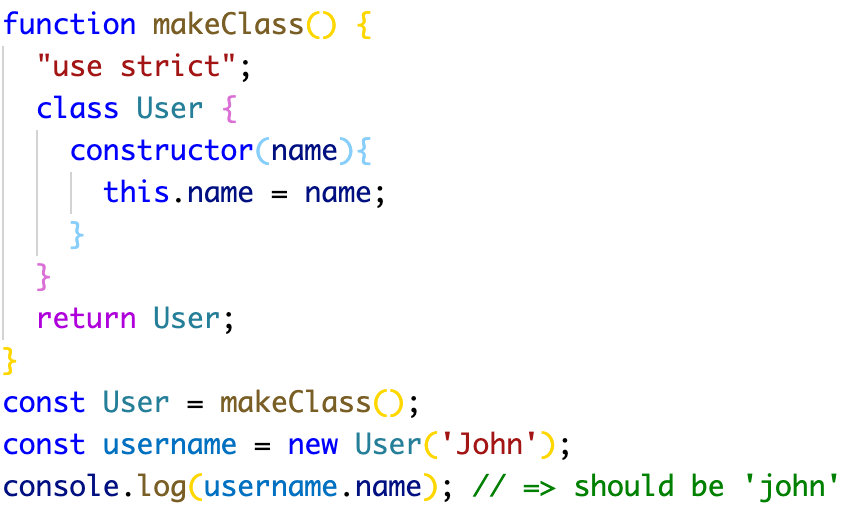 function makeClass() {
  "use strict";
  class User {
    constructor(name){
      this.name = name;
    }
  }
  return User;
}
const User = makeClass();
const username = new User('John');
console.log(username.name); // => should be 'john'